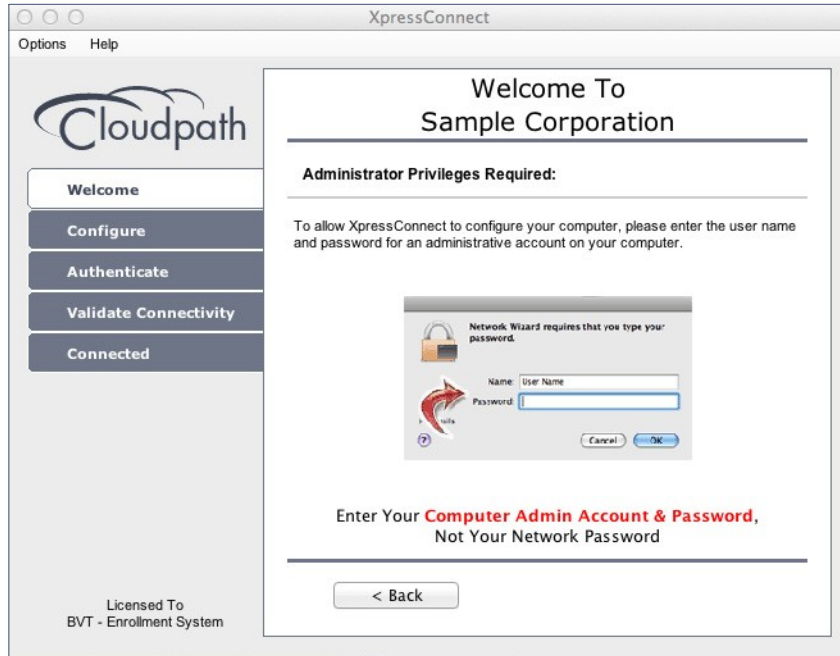 XpressConnect
Options Help
Cloudpath
Welcome
Configure
Authenticate
Validate Connectivity
Connected
Licensed To
BVT - Enrollment System
Welcome To
Sample Corporation
Administrator Privileges Required:
To allow XpressConnect to configure your computer, please enter the user name
and password for an administrative account on your computer.
Network Wizard requires that you type your
password.
Name: User Name
Password:
?
Cancel OK
Enter Your Computer Admin Account & Password,
Not Your Network Password
< Back